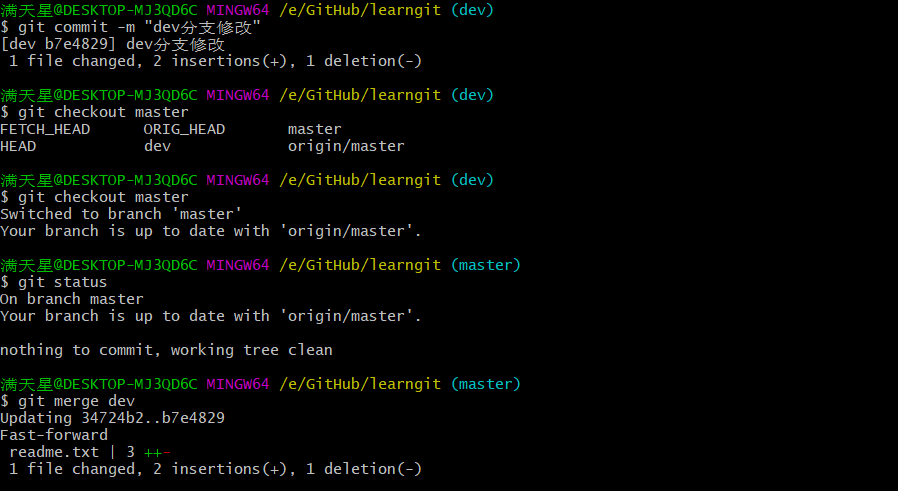 满天星@DESKTOP-MJ3QD6C MINGW64 /e/GitHub/learngit (dev)
$ git commit -m "dev分支修改"
[dev b7e4829] dev分支修改
 1 file changed, 2 insertions(+), 1 deletion(-)
满天星@DESKTOP-MJ3QD6C MINGW64 /e/GitHub/learngit (dev)
$ git checkout master
FETCH_HEAD      ORIG_HEAD       master
HEAD            dev             origin/master
满天星@DESKTOP-MJ3QD6C MINGW64 /e/GitHub/learngit (dev)
$ git checkout master
Switched to branch 'master'
Your branch is up to date with 'origin/master'.
满天星@DESKTOP-MJ3QD6C MINGW64 /e/GitHub/learngit (master)
$ git status
On branch master
Your branch is up to date with 'origin/master'.
nothing to commit, working tree clean
满天星@DESKTOP-MJ3QD6C MINGW64 /e/GitHub/learngit (master)
$ git merge dev
Updating 34724b2..b7e4829
Fast-forward
 readme.txt | 3 ++-
 1 file changed, 2 insertions(+), 1 deletion(-)